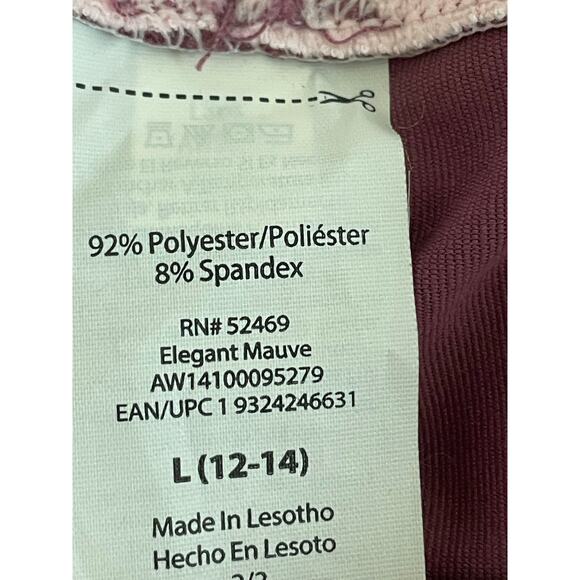 92% Polyester/Poliéster
8% Spandex
RN# 52469
Elegant Mauve
AW14100095279
EAN/UPC 1 9324246631
L (12-14)
Made In Lesotho
Hecho En Lesoto